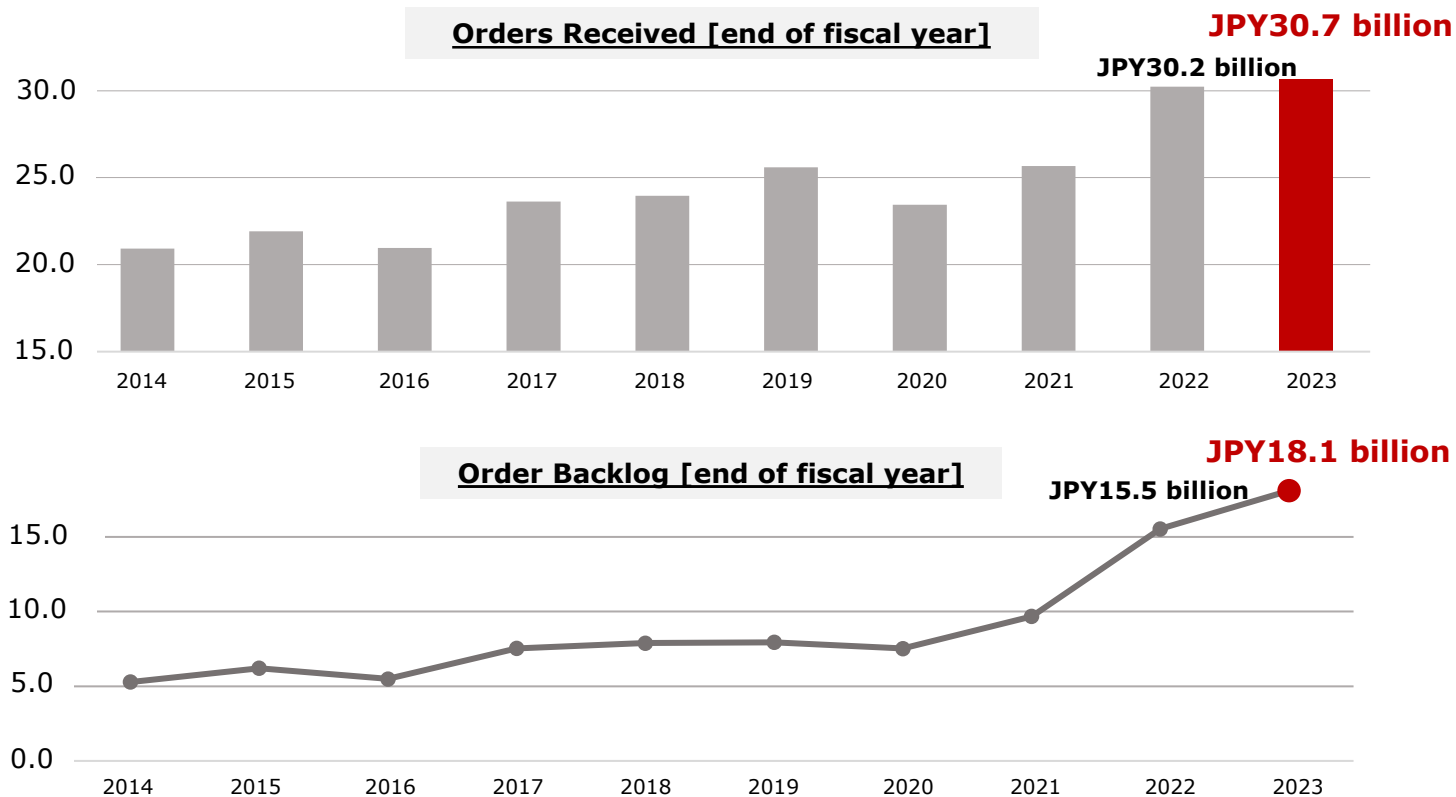 Orders Received [end of fiscal year]
JPY30.7 billion
JPY30.2 billion
30.0
25.0
20.0
15.0
2014 2015 2016 2017 2018 2019 2020 2021 2022 2023
Order Backlog [end of fiscal year]
JPY18.1 billion
JPY15.5 billion
15.0
10.0
5.0
0.0
2014 2015 2016 2017 2018 2019 2020 2021 2022 2023